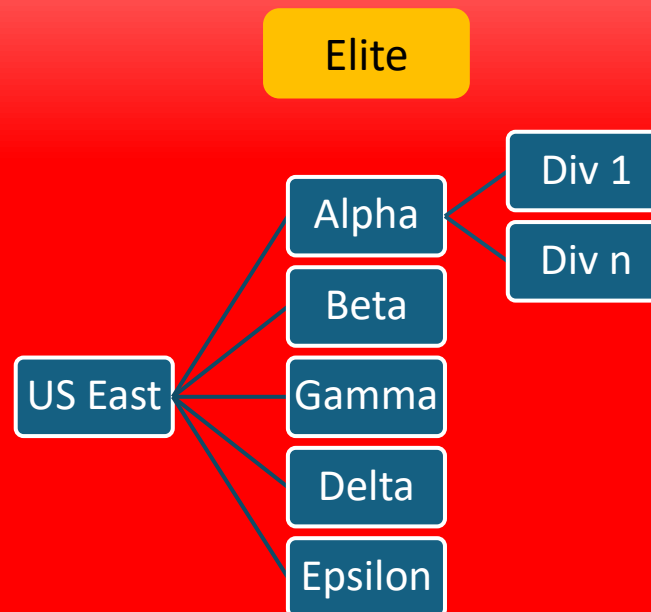 Elite
Div 1
Alpha
Div n
Beta
US East
Gamma
Delta
Epsilon